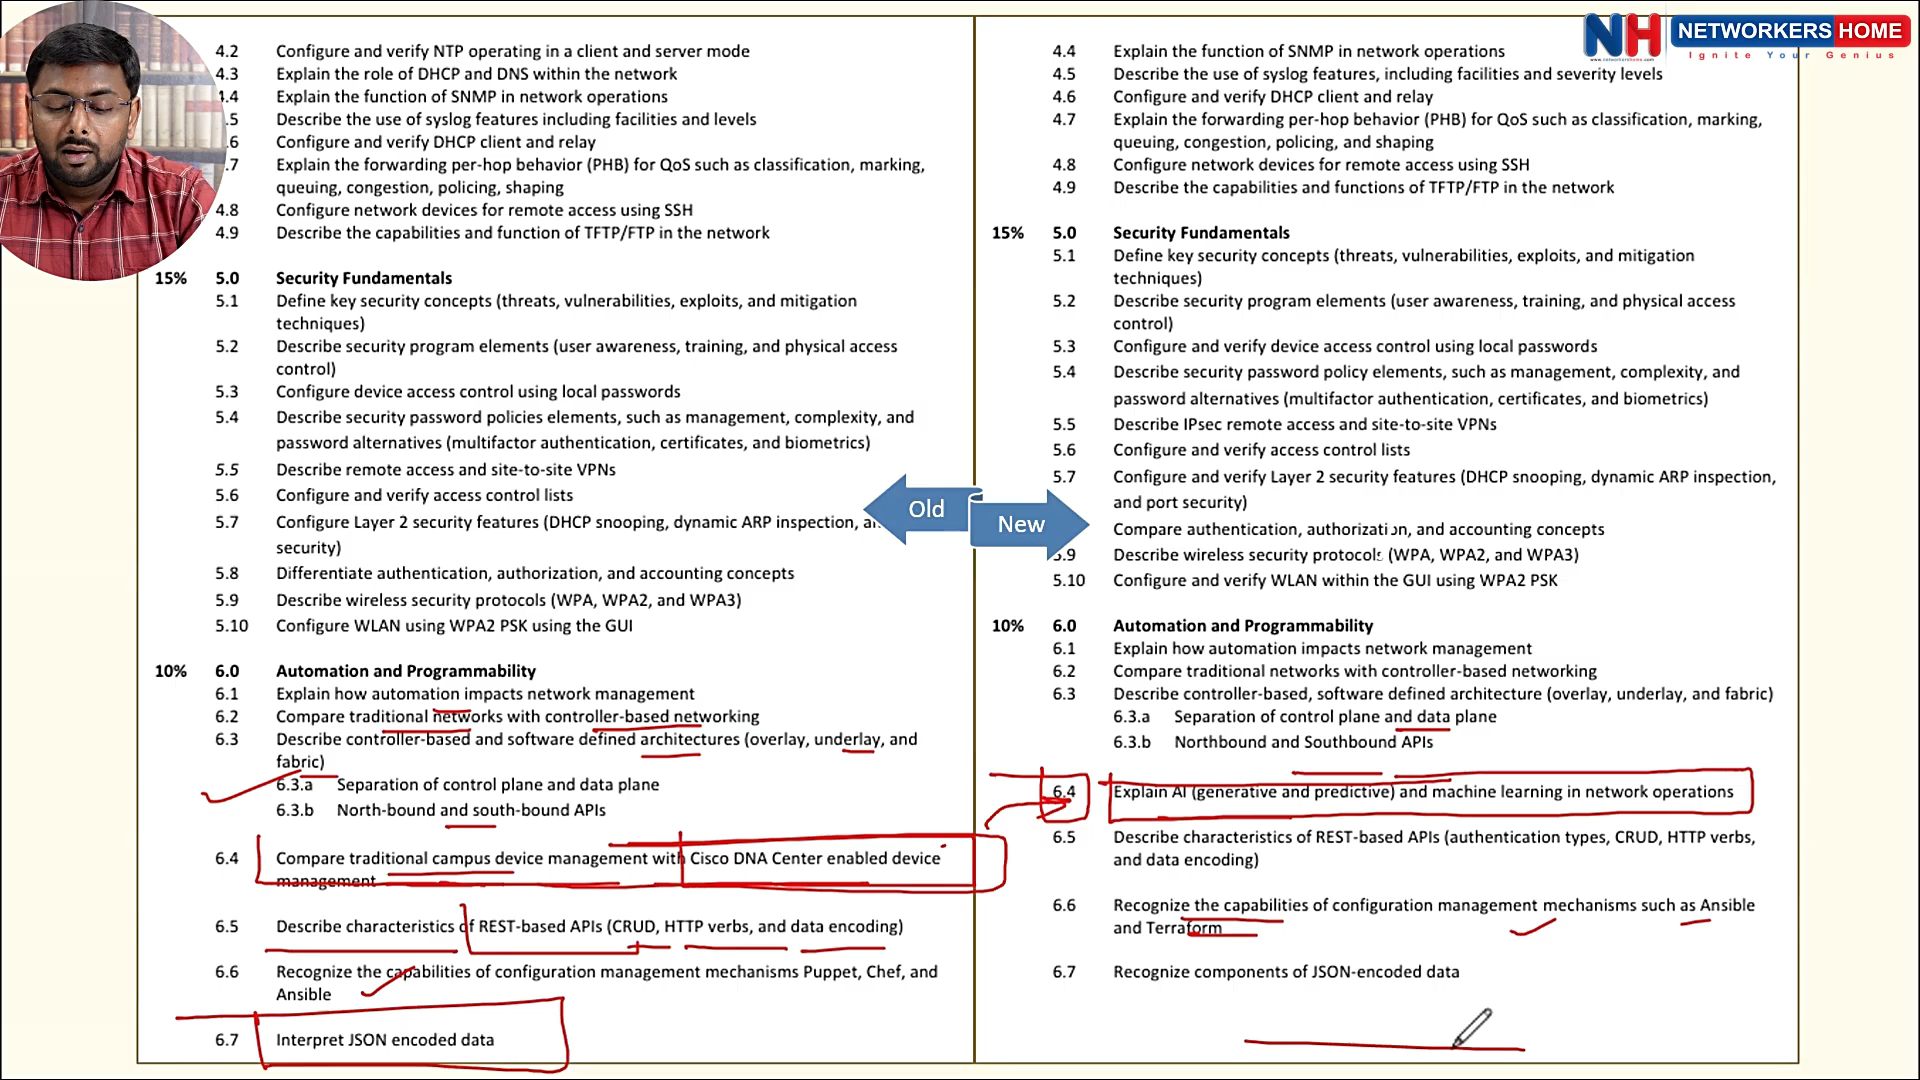 NH NETWORKERS HOME
www.networkershome.com
Ignite Your Genius
4.2 Configure and verify NTP operating in a client and server mode
4.3 Explain the role of DHCP and DNS within the network
4.4 Explain the function of SNMP in network operations
.5 Describe the use of syslog features including facilities and levels
.6 Configure and verify DHCP client and relay
.7 Explain the forwarding per-hop behavior (PHB) for QoS such as classification, marking,
queuing, congestion, policing, shaping
4.8 Configure network devices for remote access using SSH
4.9 Describe the capabilities and function of TFTP/FTP in the network
15% 5.0 Security Fundamentals
5.1 Define key security concepts (threats, vulnerabilities, exploits, and mitigation
techniques)
5.2 Describe security program elements (user awareness, training, and physical access
control)
5.3 Configure device access control using local passwords
5.4 Describe security password policies elements, such as management, complexity, and
password alternatives (multifactor authentication, certificates, and biometrics)
5.5 Describe remote access and site-to-site VPNs
5.6 Configure and verify access control lists
5.7 Configure Layer 2 security features (DHCP snooping, dynamic ARP inspection,
security)
5.8 Differentiate authentication, authorization, and accounting concepts
5.9 Describe wireless security protocols (WPA, WPA2, and WPA3)
5.10 Configure WLAN using WPA2 PSK using the GUI
10% 6.0 Automation and Programmability
6.1 Explain how automation impacts network management
6.2 Compare traditional networks with controller-based networking
6.3 Describe controller-based and software defined architectures (overlay, underlay, and
fabric)
6.3.a Separation of control plane and data plane
6.3.b North-bound and south-bound APIs
6.4 Compare traditional campus device management with Cisco DNA Center enabled device
management
6.5 Describe characteristics of REST-based APIs (CRUD, HTTP verbs, and data encoding)
6.6 Recognize the capabilities of configuration management mechanisms Puppet, Chef, and
Ansible
6.7 Interpret JSON encoded data
Old
New
4.4 Explain the function of SNMP in network operations
4.5 Describe the use of syslog features, including facilities and severity levels
4.6 Configure and verify DHCP client and relay
4.7 Explain the forwarding per-hop behavior (PHB) for QoS such as classification, marking,
queuing, congestion, policing, and shaping
4.8 Configure network devices for remote access using SSH
4.9 Describe the capabilities and functions of TFTP/FTP in the network
15% 5.0 Security Fundamentals
5.1 Define key security concepts (threats, vulnerabilities, exploits, and mitigation
techniques)
5.2 Describe security program elements (user awareness, training, and physical access
control)
5.3 Configure and verify device access control using local passwords
5.4 Describe security password policy elements, such as management, complexity, and
password alternatives (multifactor authentication, certificates, and biometrics)
5.5 Describe IPsec remote access and site-to-site VPNs
5.6 Configure and verify access control lists
5.7 Configure and verify Layer 2 security features (DHCP snooping, dynamic ARP inspection,
and port security)
Compare authentication, authorization, and accounting concepts
5.9 Describe wireless security protocols (WPA, WPA2, and WPA3)
5.10 Configure and verify WLAN within the GUI using WPA2 PSK
10% 6.0 Automation and Programmability
6.1 Explain how automation impacts network management
6.2 Compare traditional networks with controller-based networking
6.3 Describe controller-based, software defined architecture (overlay, underlay, and fabric)
6.3.a Separation of control plane and data plane
6.3.b Northbound and Southbound APIs
6.4 Explain AI (generative and predictive) and machine learning in network operations
6.5 Describe characteristics of REST-based APIs (authentication types, CRUD, HTTP verbs,
and data encoding)
6.6 Recognize the capabilities of configuration management mechanisms such as Ansible
and Terraform
6.7 Recognize components of JSON-encoded data